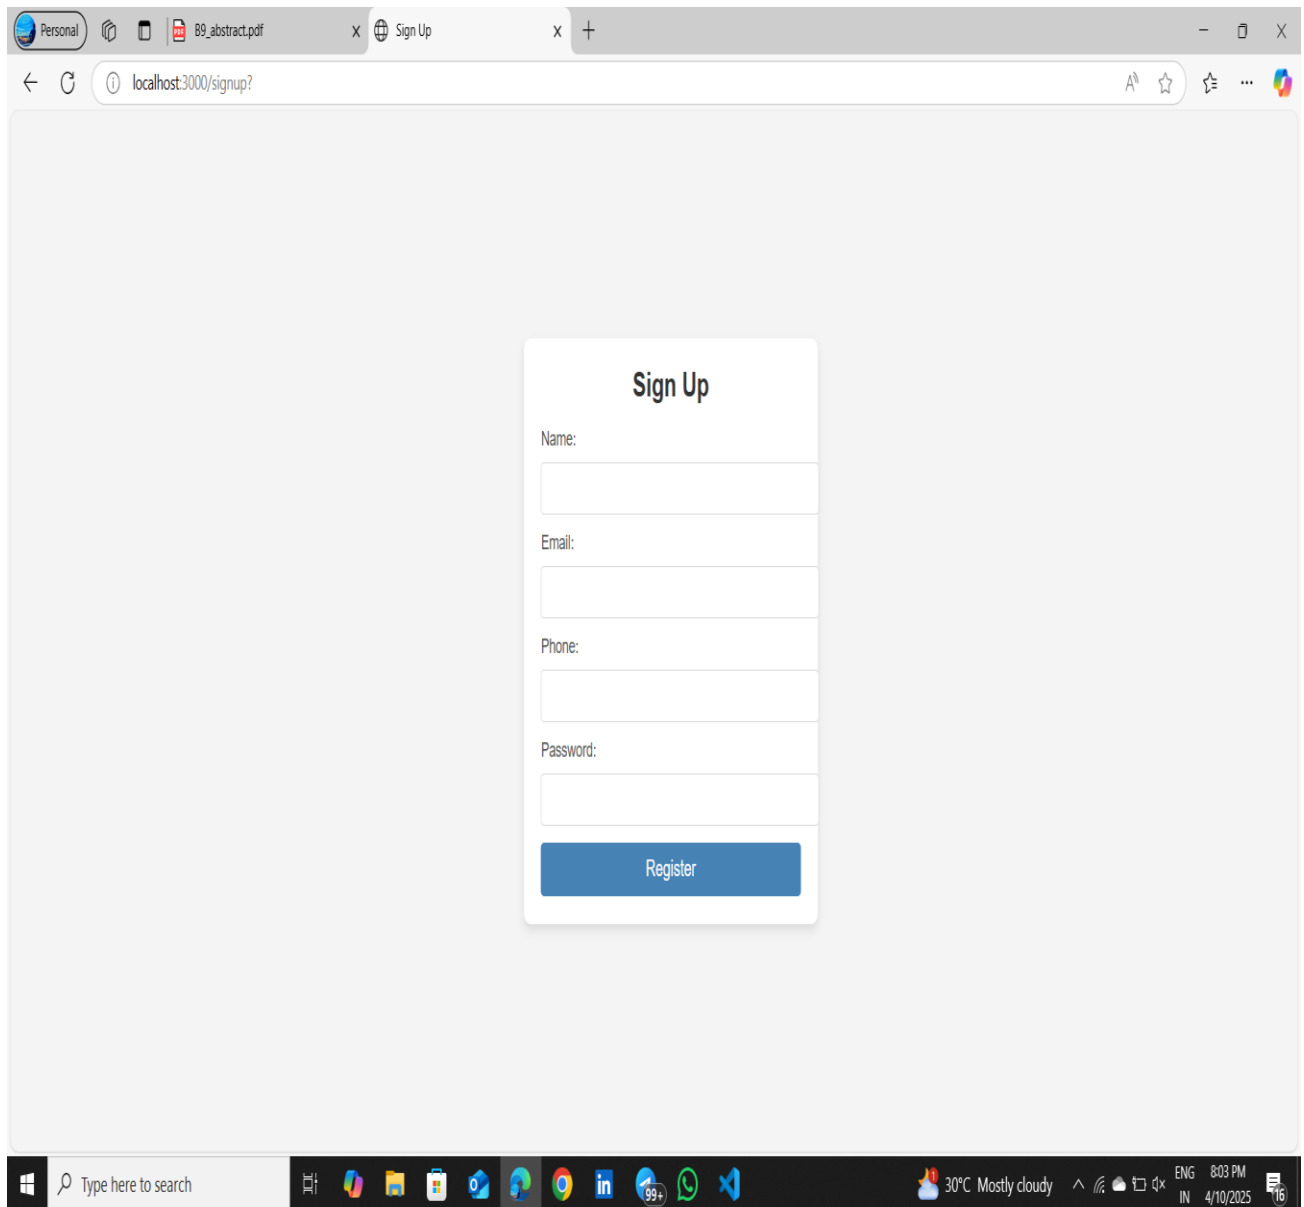 Personal
B9_abstract.pdf
Sign Up
localhost:3000/signup?
Sign Up
Name:
Email:
Phone:
Password:
Register
Type here to search
99+
1
30°C Mostly cloudy
ENG
IN
8:03 PM
4/10/2025
16